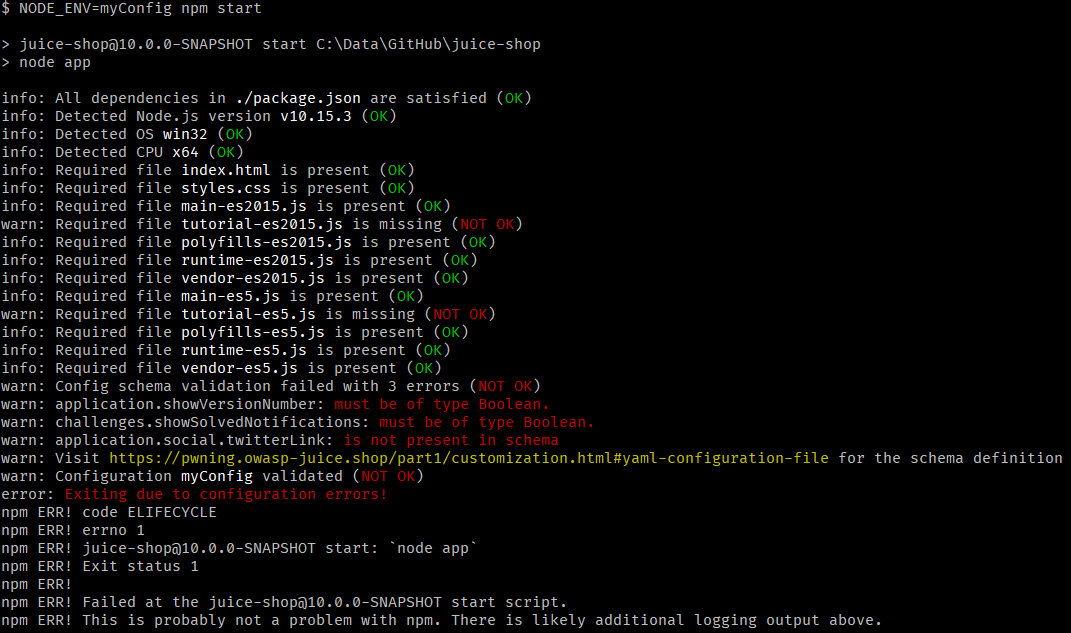 $ NODE_ENV=myConfig npm start
> juice-shop@10.0.0-SNAPSHOT start C:\Data\GitHub\juice-shop
> node app
info: All dependencies in ./package.json are satisfied (OK)
info: Detected Node.js version v10.15.3 (OK)
info: Detected OS win32 (OK)
info: Detected CPU x64 (OK)
info: Required file index.html is present (OK)
info: Required file styles.css is present (OK)
info: Required file main-es2015.js is present (OK)
warn: Required file tutorial-es2015.js is missing (NOT OK)
info: Required file polyfills-es2015.js is present (OK)
info: Required file runtime-es2015.js is present (OK)
info: Required file vendor-es2015.js is present (OK)
info: Required file main-es5.js is present (OK)
warn: Required file tutorial-es5.js is missing (NOT OK)
info: Required file polyfills-es5.js is present (OK)
info: Required file runtime-es5.js is present (OK)
info: Required file vendor-es5.js is present (OK)
warn: Config schema validation failed with 3 errors (NOT OK)
warn: application.showVersionNumber: must be of type Boolean.
warn: challenges.showSolvedNotifications: must be of type Boolean.
warn: application.social.twitterLink: is not present in schema
warn: Visit https://pwning.owasp-juice.shop/part1/customization.html#yaml-configuration-file for the schema definition
warn: Configuration myConfig validated (NOT OK)
error: Exiting due to configuration errors!
npm ERR! code ELIFECYCLE
npm ERR! errno 1
npm ERR! juice-shop@10.0.0-SNAPSHOT start: `node app`
npm ERR! Exit status 1
npm ERR!
npm ERR! Failed at the juice-shop@10.0.0-SNAPSHOT start script.
npm ERR! This is probably not a problem with npm. There is likely additional logging output above.